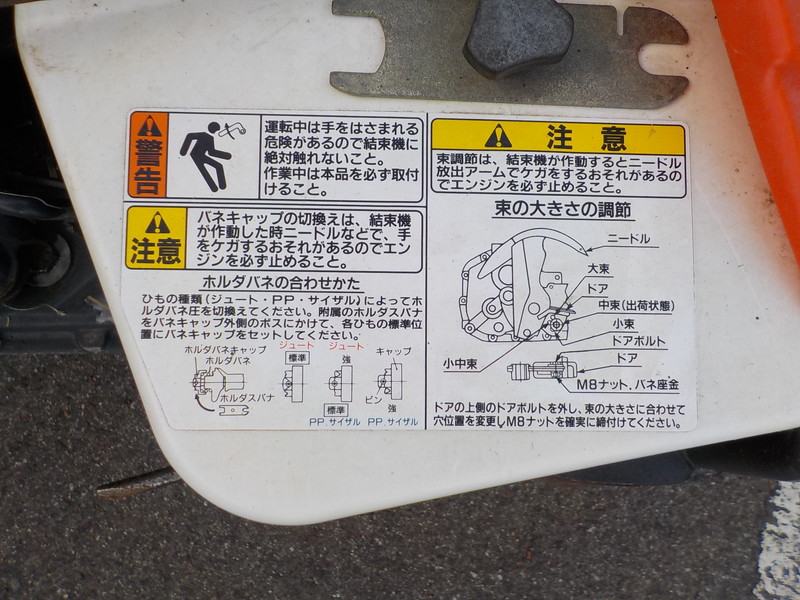 警告
運転中は手をはさまれる
危険があるので結束機に
絶対触れないこと。
作業中は本品を必ず取付
けること。
注意
バネキャップの切換えは、結束機
が作動した時ニードルなどで、手
をケガするおそれがあるのでエン
ジンを必ず止めること。
ホルダバネの合わせかた
ひもの種類(ジュート・PP・サイザル)によってホ
ルダバネ圧を切換えてください。附属のホルダスパナ
をバネキャップ外側のボスにかけて、各ひもの標準位
置にバネキャップをセットしてください。
ホルダバネキャップ
ホルダバネ
ホルダスパナ
ジュート
標準
ジュート
強
標準
PP.サイザル
キャップ
ピン
強
PP.サイザル
注意
束調節は、結束機が作動するとニードル
放出アームでケガをするおそれがあるの
でエンジンを必ず止めること。
束の大きさの調節
ニードル
大束
ドア
中束(出荷状態)
小束
ドアボルト
小中束
ドア
M8ナット、バネ座金
ドアの上側のドアボルトを外し、束の大きさに合わせて
穴位置を変更しM8ナットを確実に締付けてください。